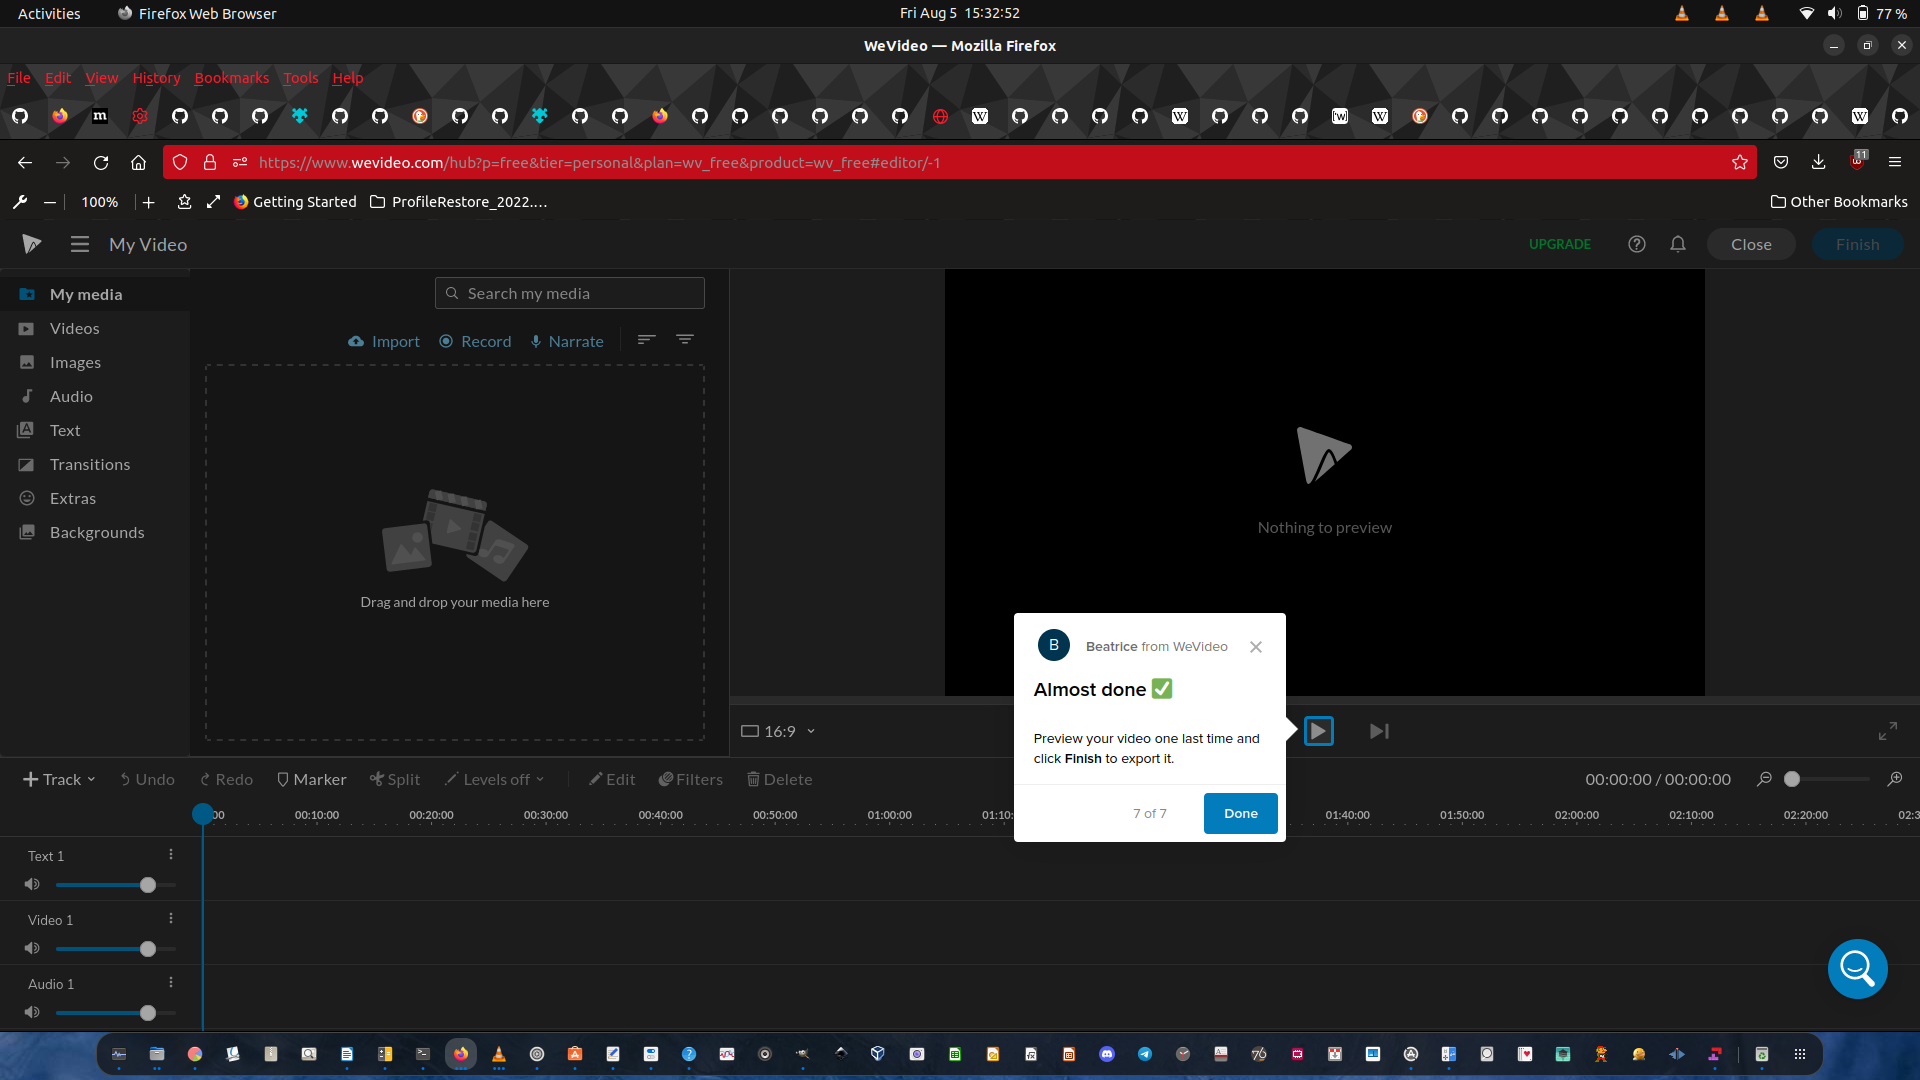 Activities
Firefox Web Browser
Fri Aug 5 15:32:52
77 %
WeVideo — Mozilla Firefox
File Edit View History Bookmarks Tools Help
https://www.wevideo.com/hub?p=free&tier=personal&plan=wv_free&product=wv_free#editor/-1
11
100%
Getting Started
ProfileRestore_2022.…
Other Bookmarks
My Video
UPGRADE
Close
Finish
My media
Videos
Images
Audio
Text
Transitions
Extras
Backgrounds
Search my media
Import
Record
Narrate
Drag and drop your media here
Nothing to preview
B
Beatrice from WeVideo
Almost done ✅
Preview your video one last time and
click Finish to export it.
7 of 7
Done
16:9
Track
Undo
Redo
Marker
Split
Levels off
Edit
Filters
Delete
00:00:00 / 00:00:00
:00
00:10:00
00:20:00
00:30:00
00:40:00
00:50:00
01:00:00
01:10:
01:40:00
01:50:00
02:00:00
02:10:00
02:20:00
02:3
Text 1
Video 1
Audio 1